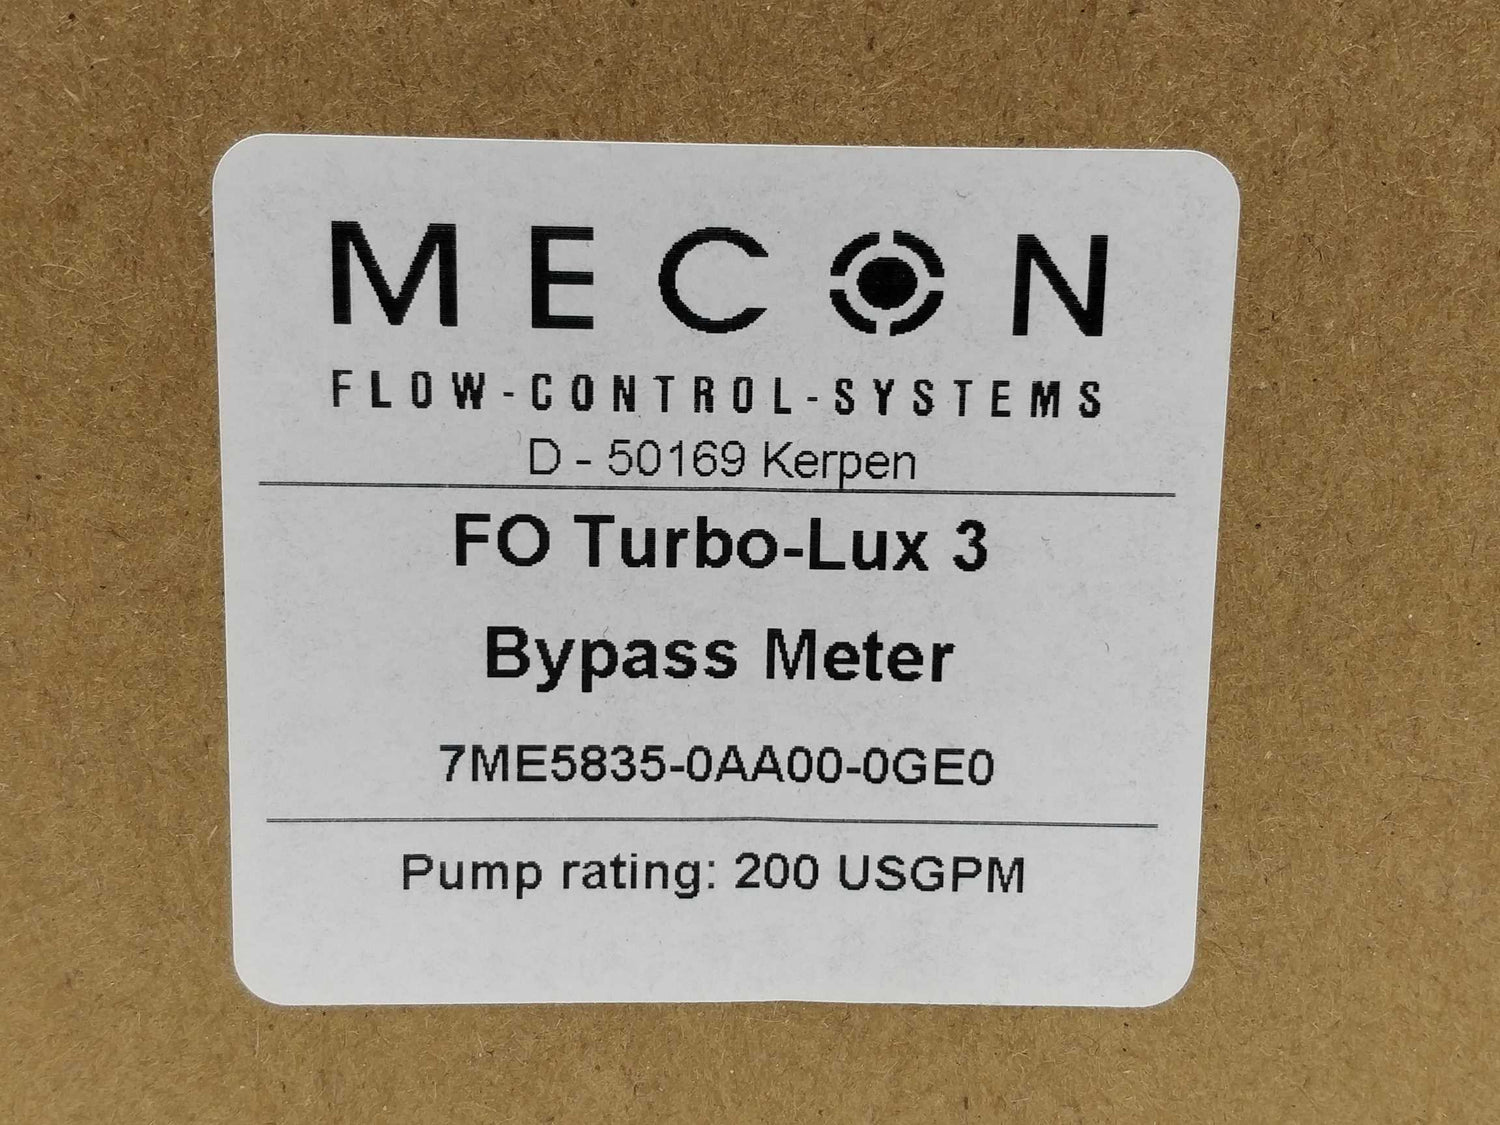 MECON
FLOW-CONTROL-SYSTEMS
D - 50169 Kerpen
FO Turbo-Lux 3
Bypass Meter
7ME5835-0AA00-0GE0
Pump rating: 200 USGPM